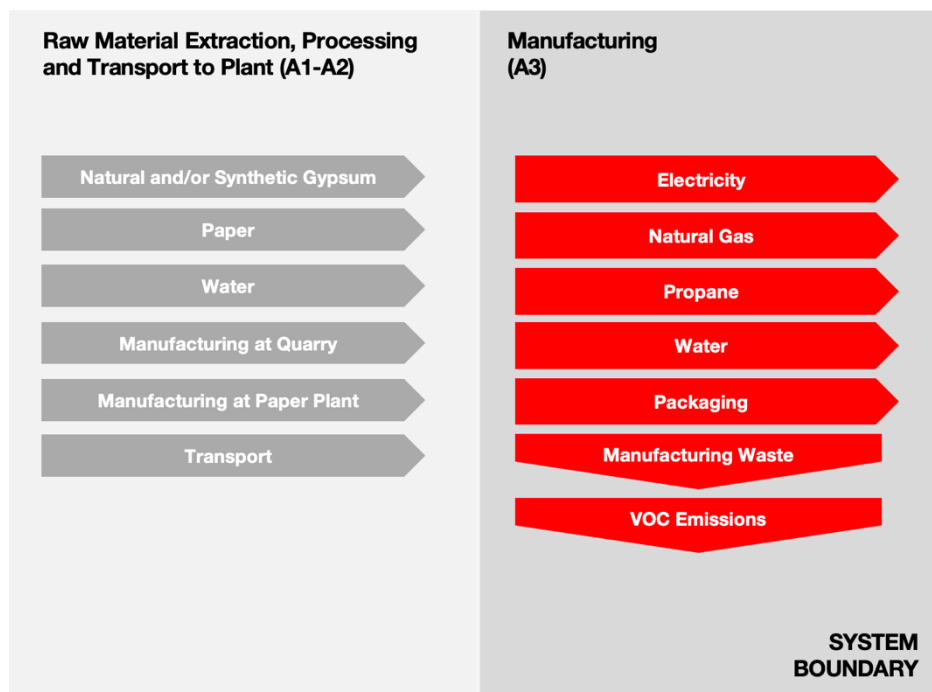 Raw Material Extraction, Processing
and Transport to Plant (A1-A2)
Natural and/or Synthetic Gypsum
Paper
Water
Manufacturing at Quarry
Manufacturing at Paper Plant
Transport
Manufacturing
(A3)
Electricity
Natural Gas
Propane
Water
Packaging
Manufacturing Waste
VOC Emissions
SYSTEM
BOUNDARY